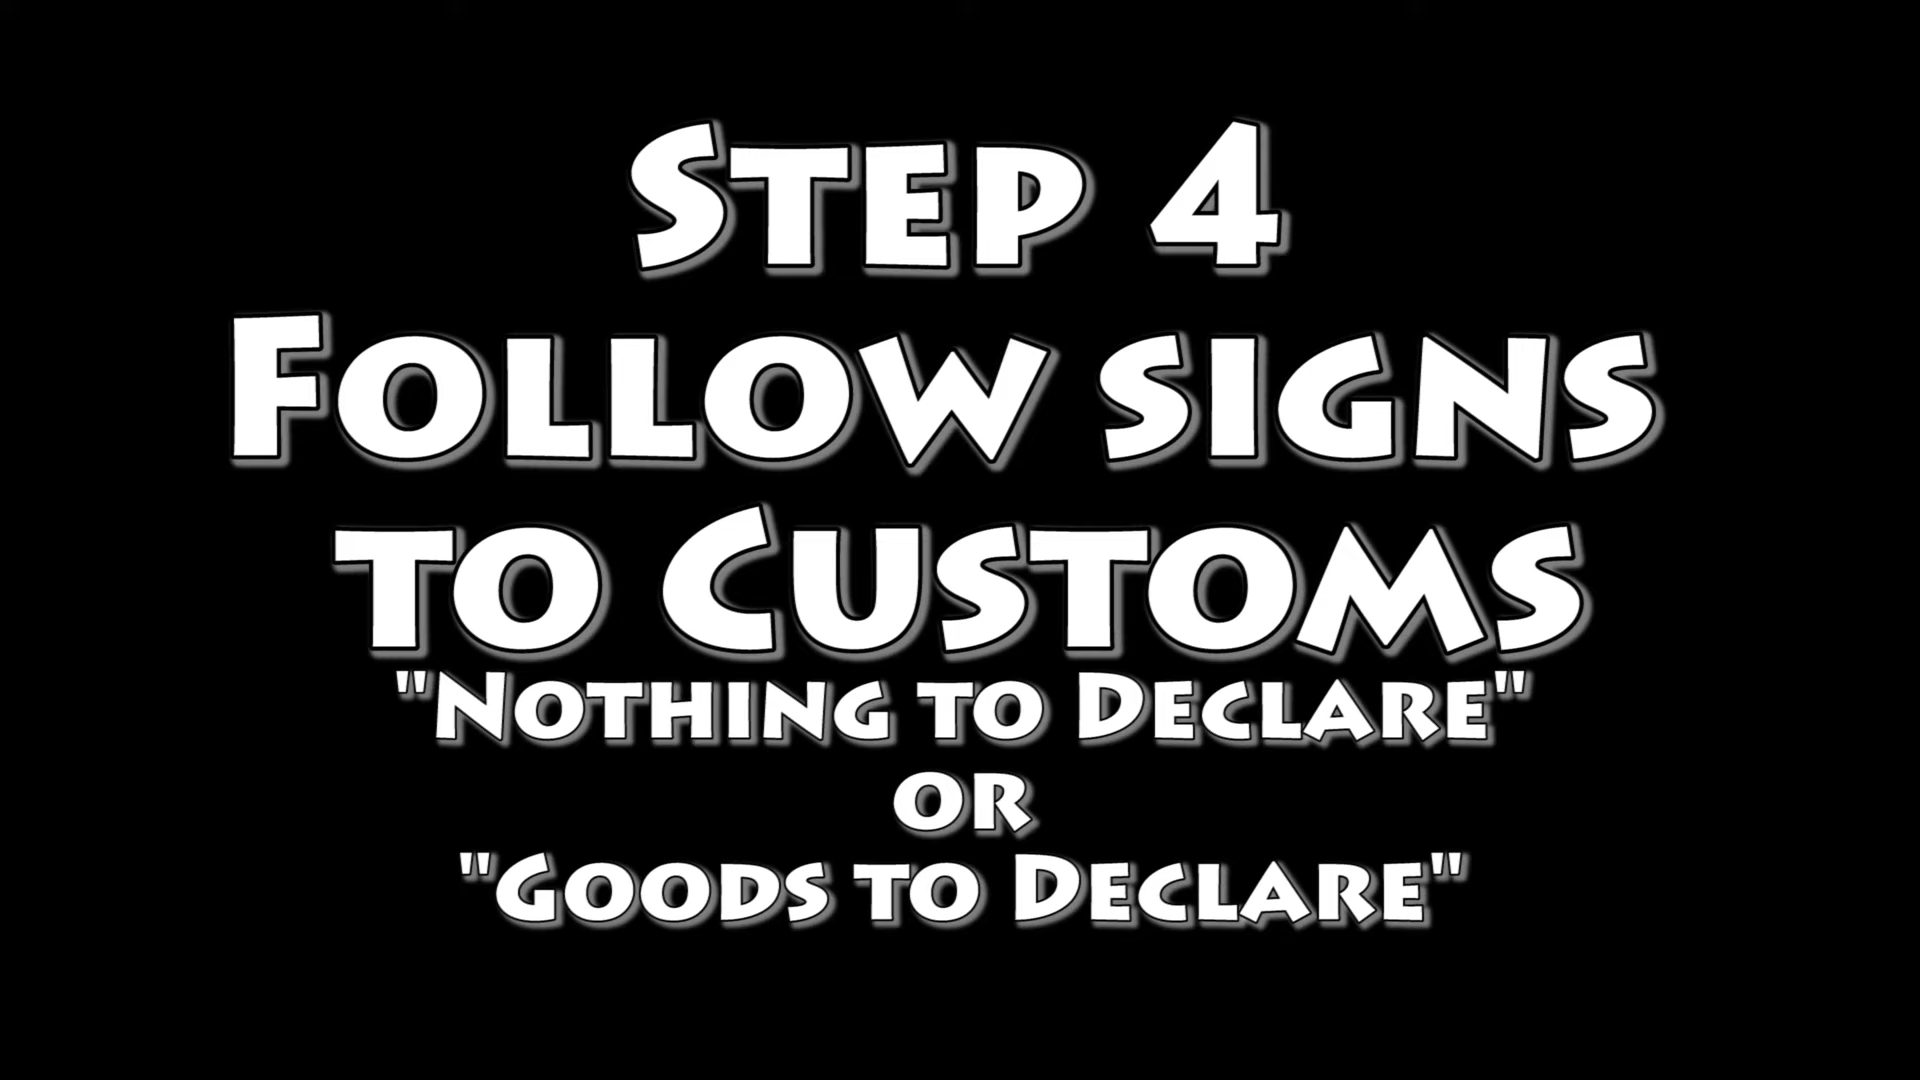 Step 4
Follow signs
to Customs
"Nothing to Declare"
or
"Goods to Declare"